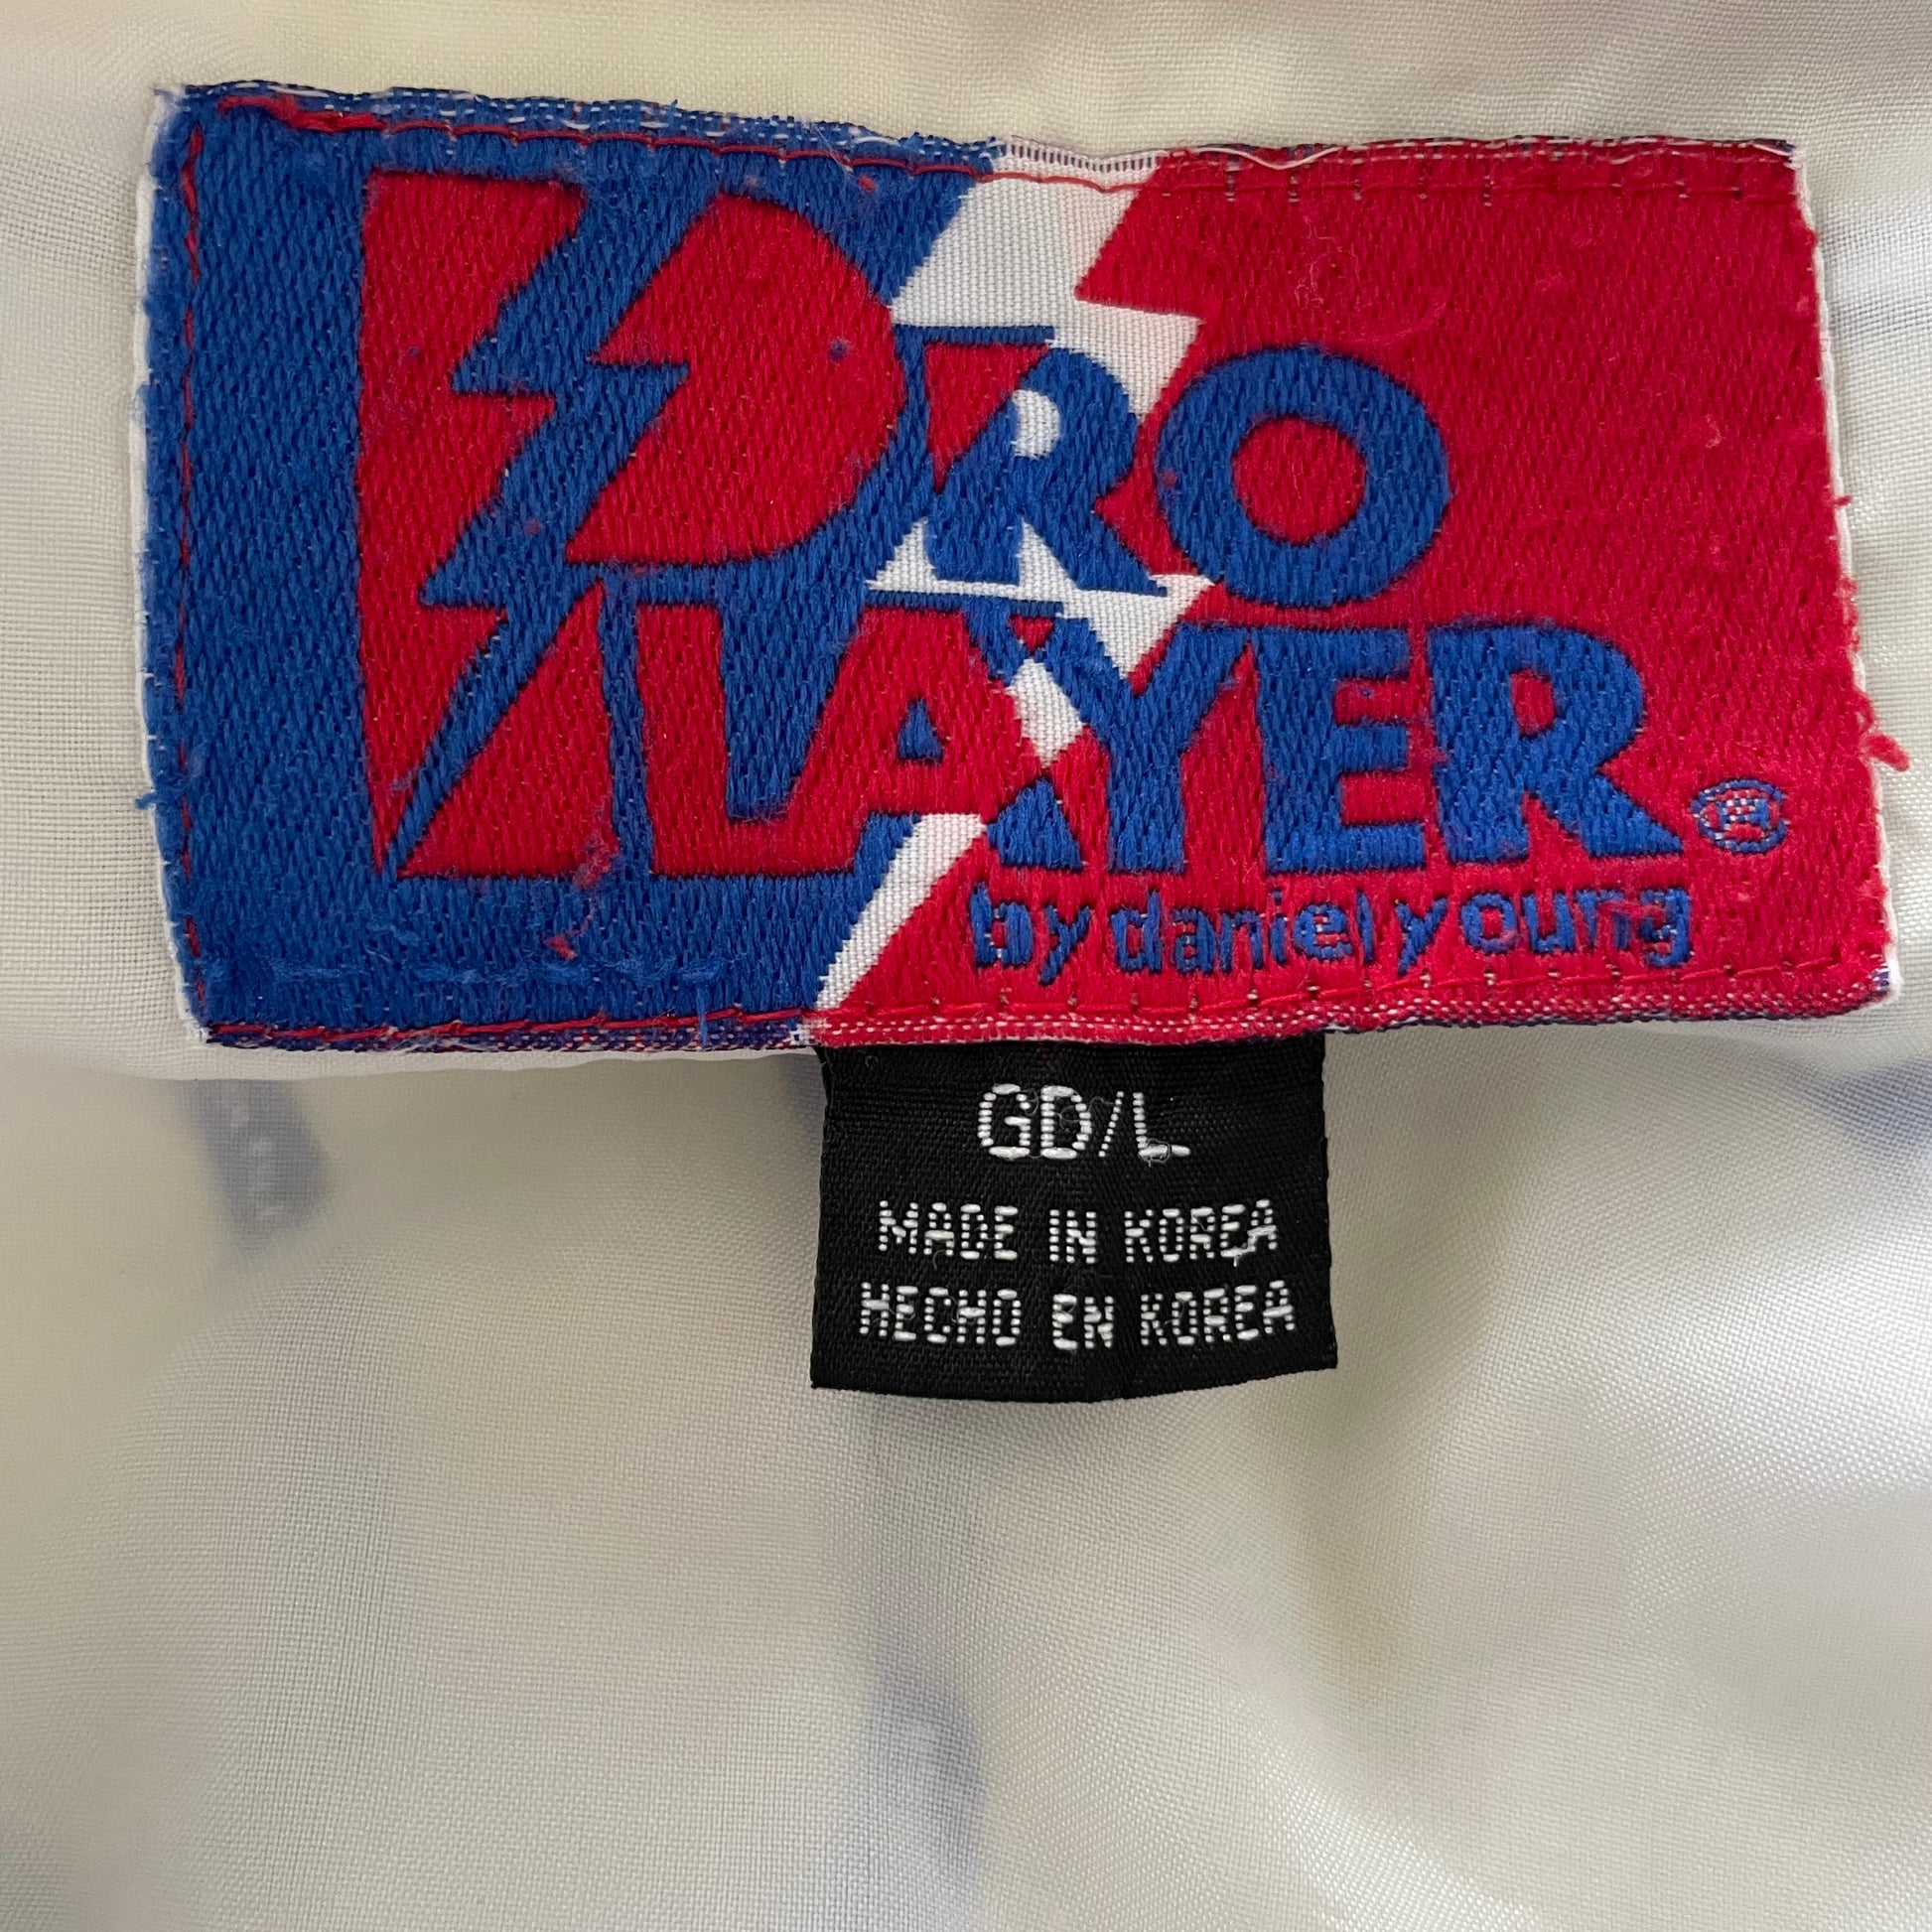 PRO
PLAYER®
by daniel young
GD/L
MADE IN KOREA
HECHO EN KOREA